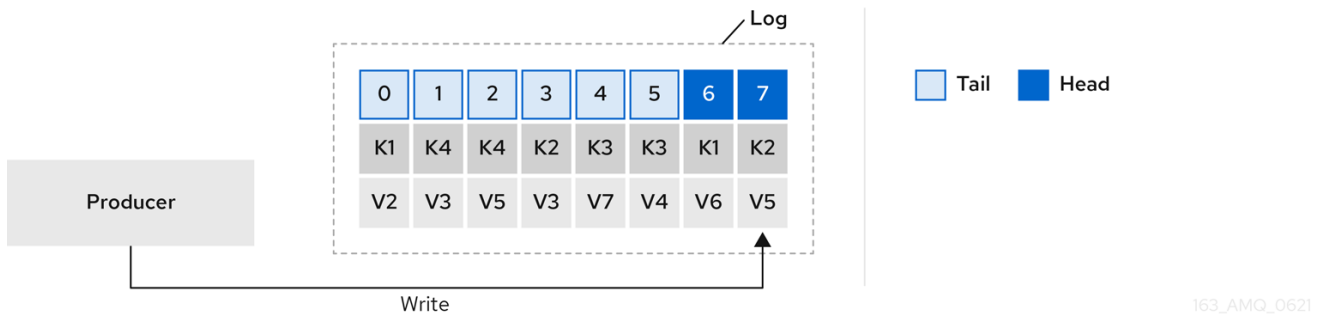 Log
0 1 2 3 4 5 6 7
Tail Head
K1 K4 K4 K2 K3 K3 K1 K2
V2 V3 V5 V3 V7 V4 V6 V5
Producer
Write
163_AMQ_0621